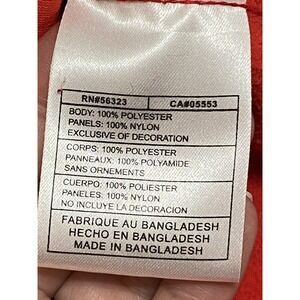 RN#56323 CA#05553
BODY: 100% POLYESTER
PANELS: 100% NYLON
EXCLUSIVE OF DECORATION
CORPS: 100% POLYESTER
PANNEAUX: 100% POLYAMIDE
SANS ORNEMENTS
CUERPO: 100% POLIESTER
PANELES: 100% NYLON
NO INCLUYE LA DECORACION
FABRIQUE AU BANGLADESH
HECHO EN BANGLADESH
MADE IN BANGLADESH